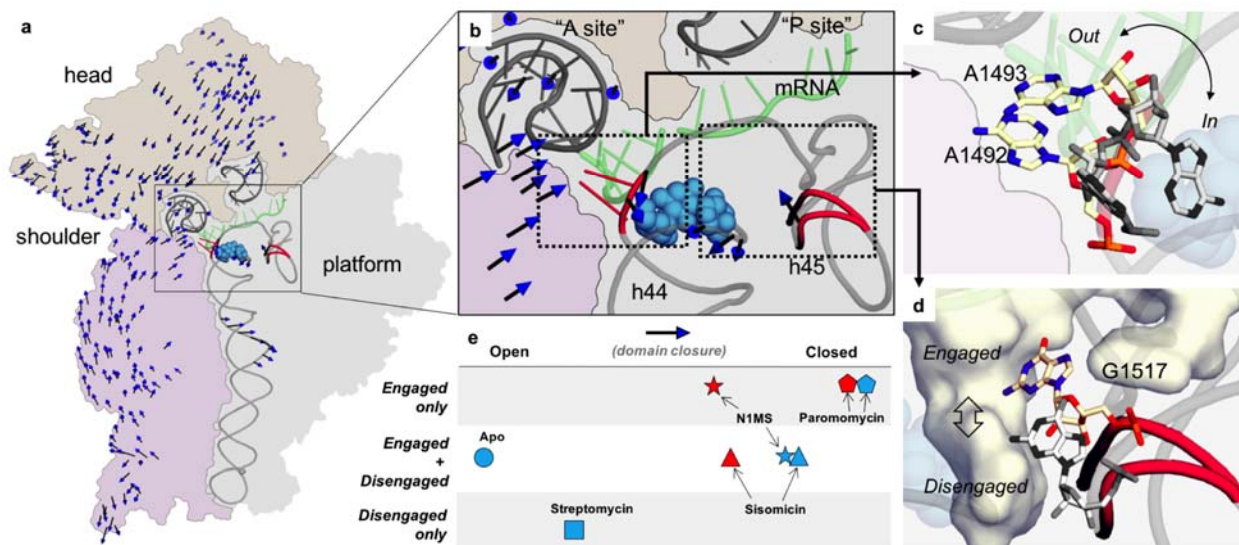 a
head
shoulder
platform
b
"A site"
"P site"
mRNA
h44
h45
c
Out
In
A1493
A1492
d
Engaged
G1517
Disengaged
e
Open
(domain closure)
Closed
Engaged
only
N1MS
Paromomycin
Engaged
+
Disengaged
Apo
Sisomicin
Disengaged
only
Streptomycin